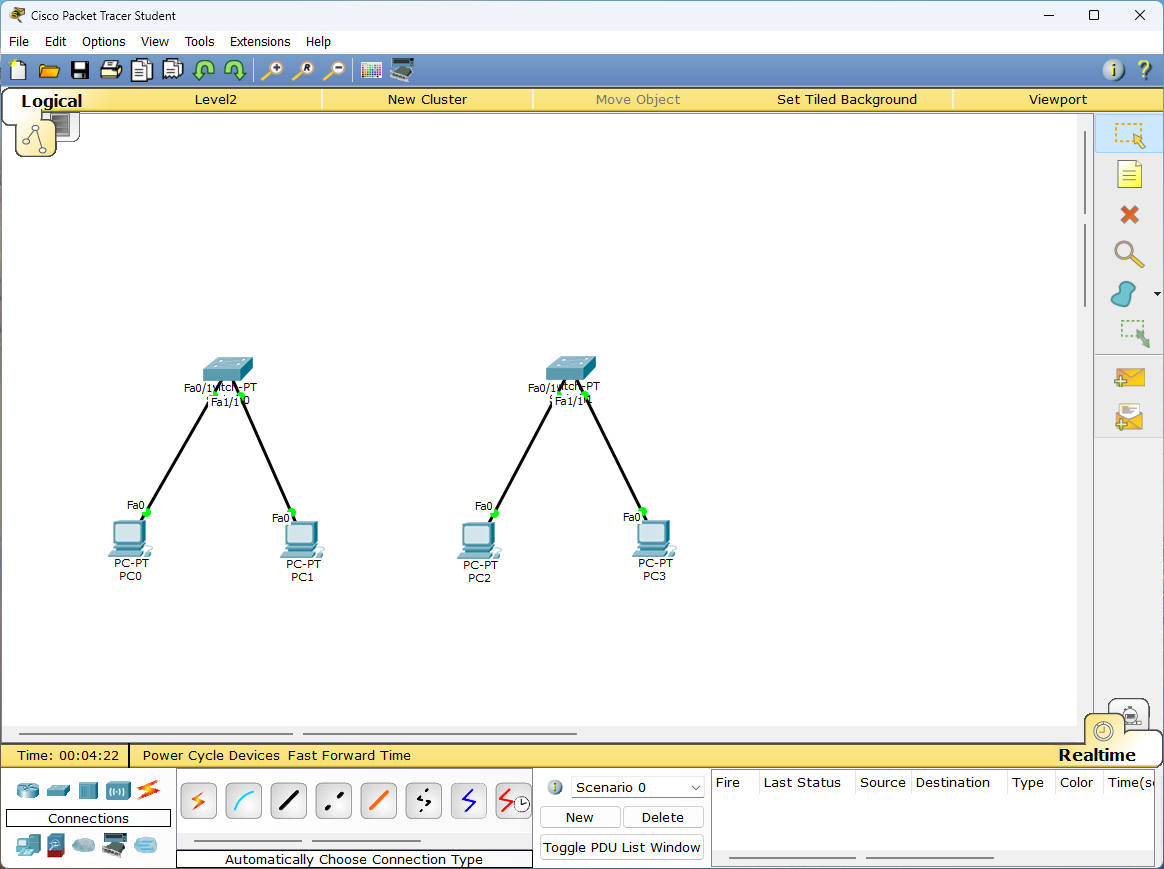 Cisco Packet Tracer Student
File Edit Options View Tools Extensions Help
Logical Level2 New Cluster Move Object Set Tiled Background Viewport
Fa0/1 itch-PT
Fa1/1 0
Fa0/1 tch-PT
Fa1/1
Fa0
Fa0
Fa0
Fa0
PC-PT
PC0
PC-PT
PC1
PC-PT
PC2
PC-PT
PC3
Time: 00:04:22 Power Cycle Devices Fast Forward Time
Realtime
Connections
Automatically Choose Connection Type
Scenario 0
New Delete
Toggle PDU List Window
Fire Last Status Source Destination Type Color Time(se